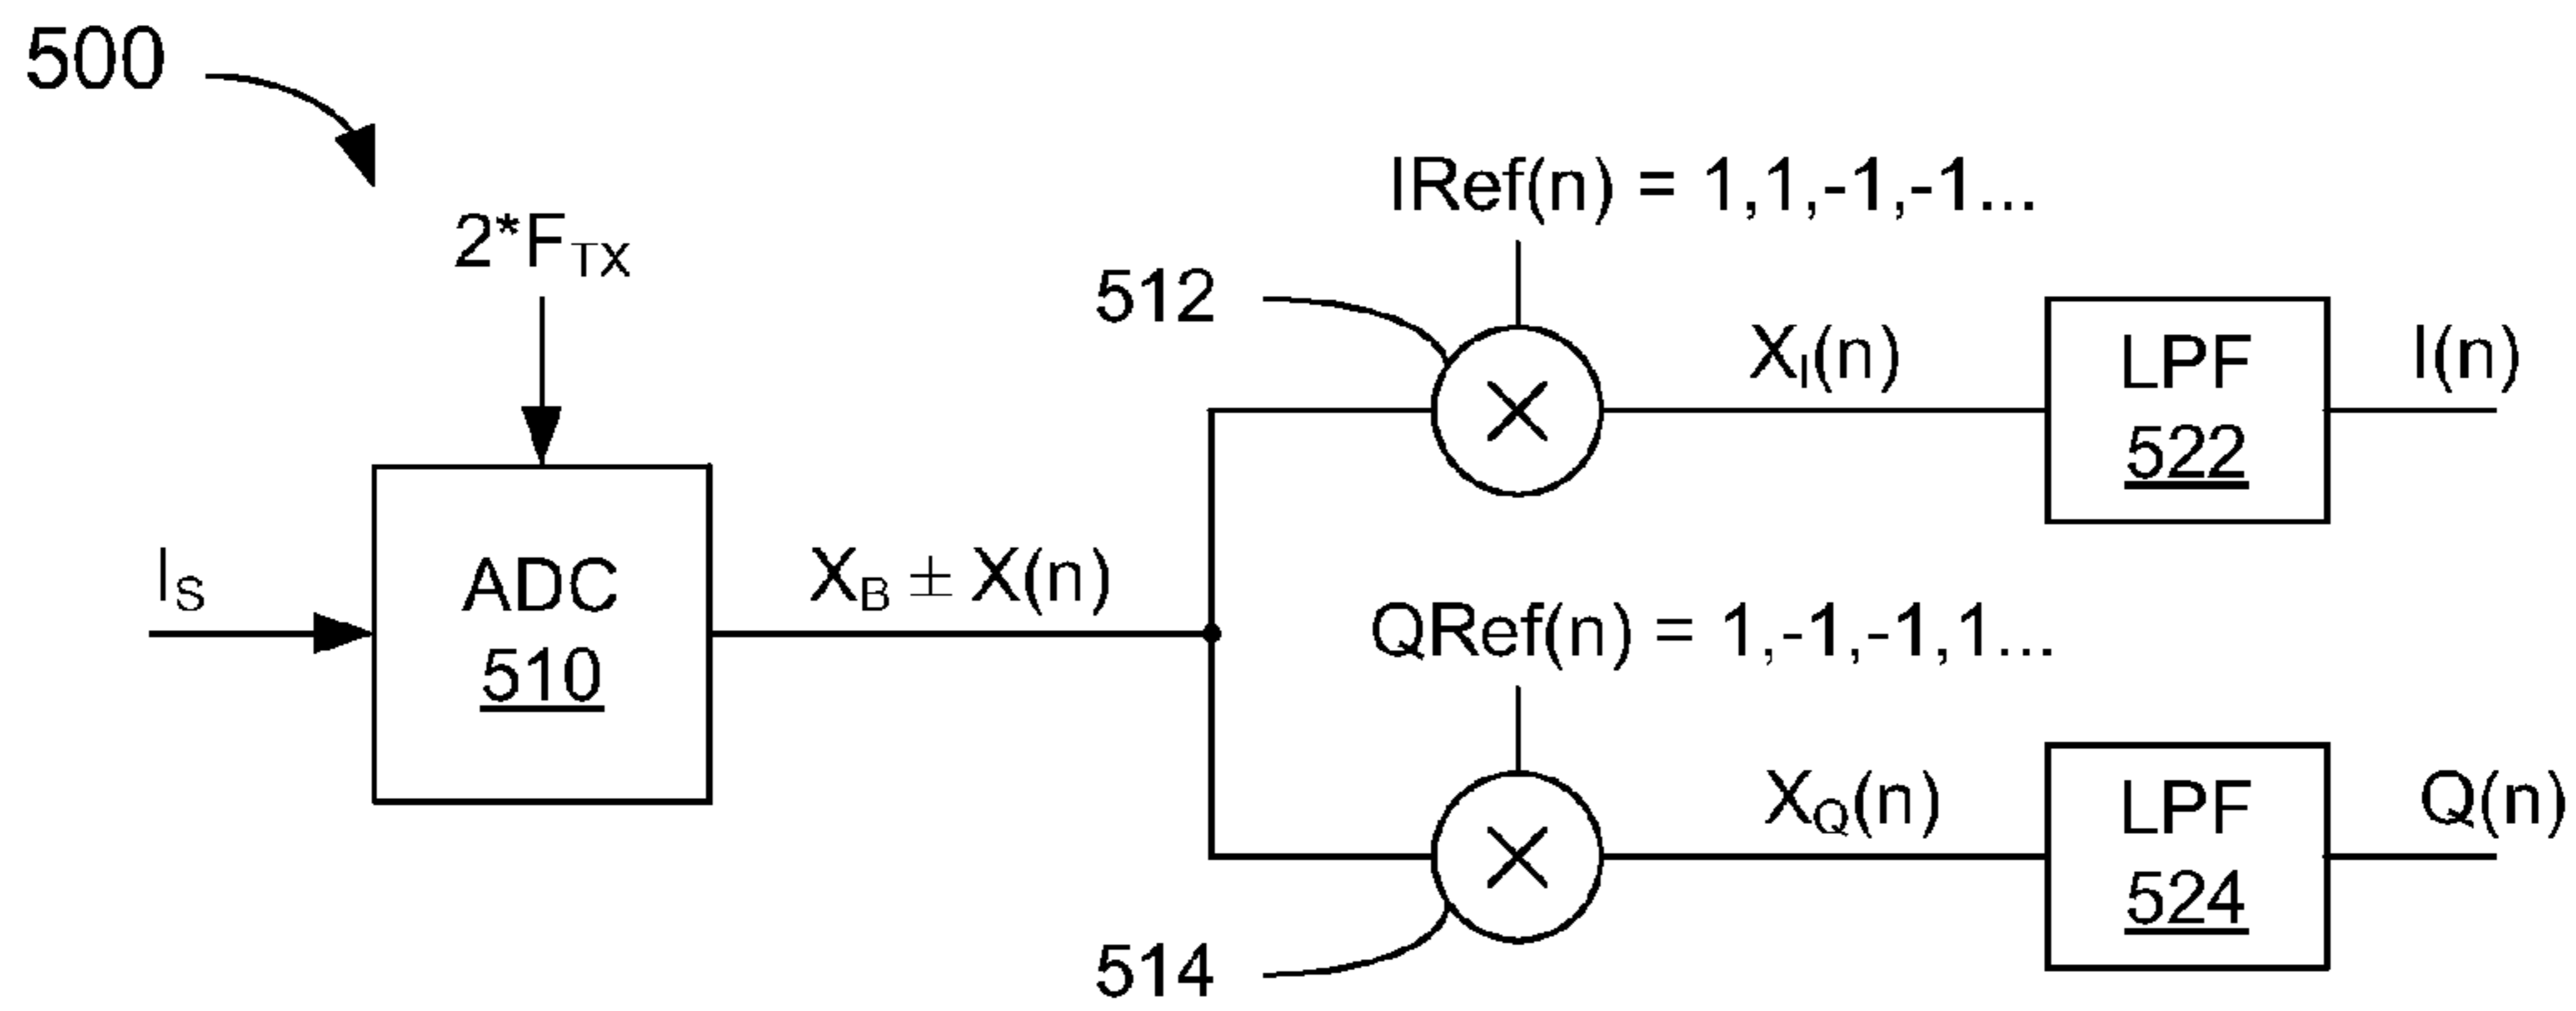 500
2*F_TX
I_S
ADC
510
X_B ± X(n)
IRef(n) = 1,1,-1,-1...
512
X_I(n)
LPF
522
I(n)
QRef(n) = 1,-1,-1,1...
514
X_Q(n)
LPF
524
Q(n)